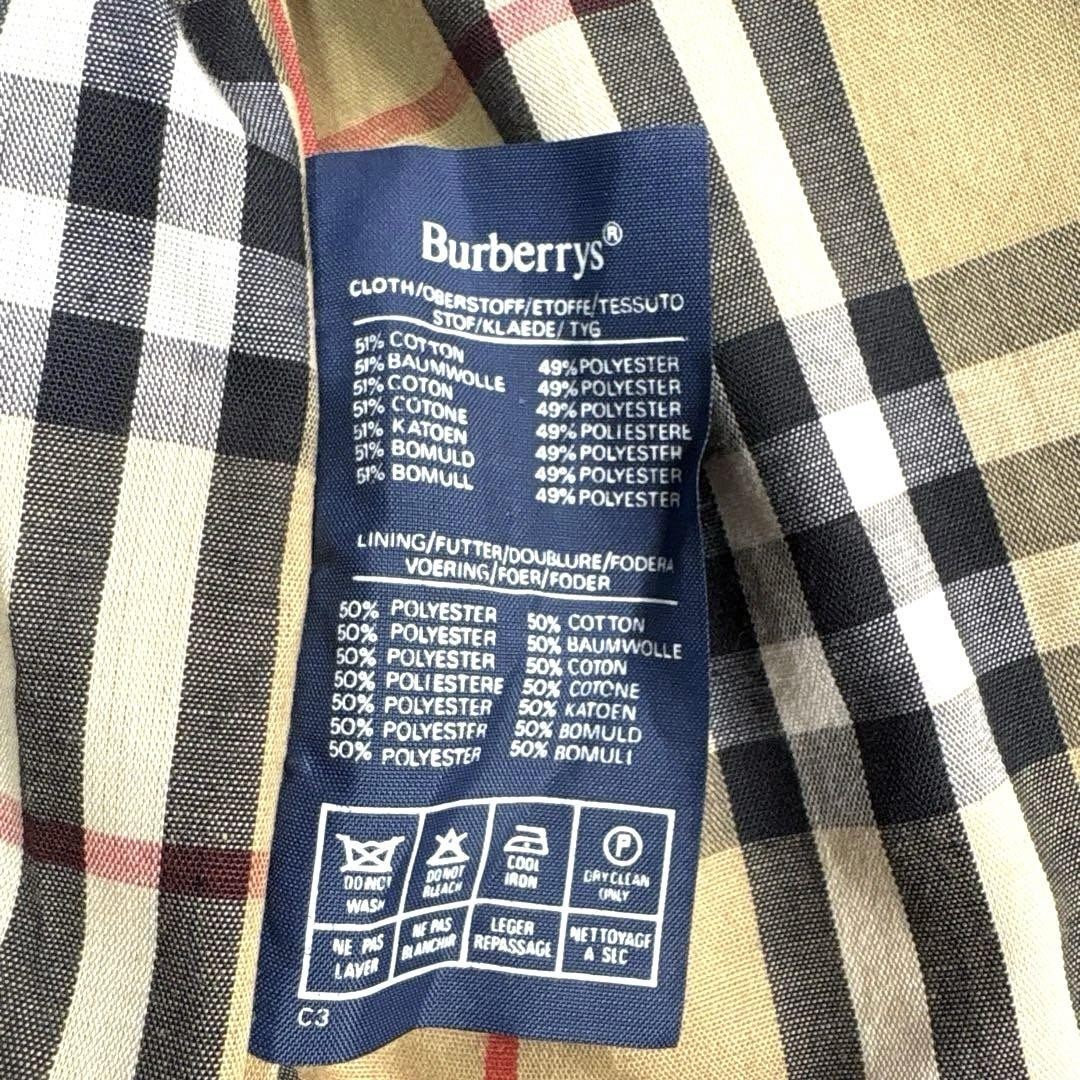 Burberrys®
CLOTH/OBERSTOFF/ETOFFE/TESSUTO
STOF/KLAEDE/TYG
51% COTTON 49% POLYESTER
51% BAUMWOLLE 49% POLYESTER
51% COTON 49% POLYESTER
51% COTONE 49% POLIESTERE
51% KATOEN 49% POLYESTER
51% BOMULD 49% POLYESTER
51% BOMULL 49% POLYESTER
LINING/FUTTER/DOUBLURE/FODERA
VOERING/FOER/FODER
50% POLYESTER 50% COTTON
50% POLYESTER 50% BAUMWOLLE
50% POLYESTER 50% COTON
50% POLIESTERE 50% COTONE
50% POLYESTER 50% KATOEN
50% POLYESTER 50% BOMULD
50% POLYESTER 50% BOMULL
DO NOT
WASH
DO NOT
BLEACH
COOL
IRON
P
DRYCLEAN
ONLY
NE PAS
LAVER
NE PAS
BLANCHIR
LEGER
REPASSAGE
NETTOYAGE
A SEC
C3